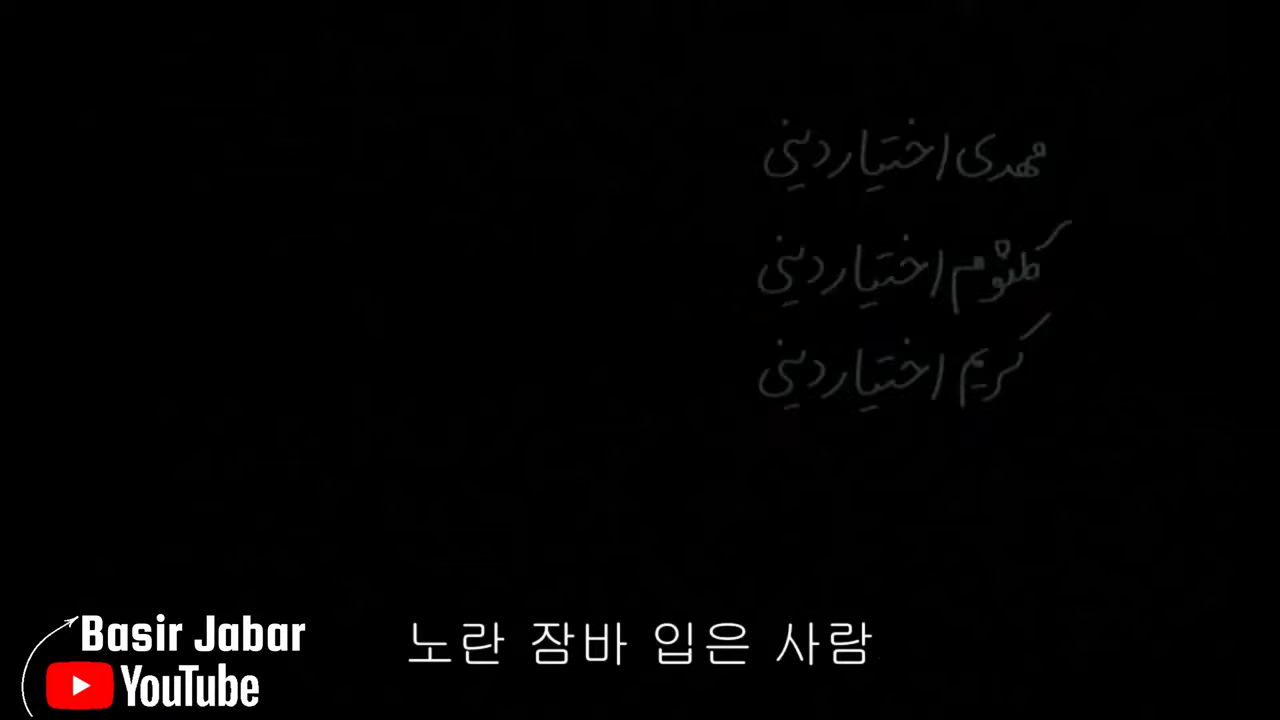 مهدی اختیاردینی
کلثوم اختیاردینی
کریم اختیاردینی
노란 잠바 입은 사람
Basir Jabar
YouTube